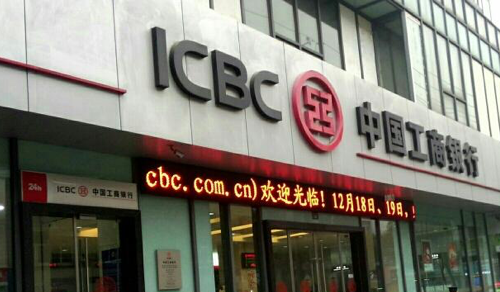 ICBC 中国工商银行
cbc.com.cn)欢迎光临! 12月18日、19日,
24h ICBC 中国工商银行